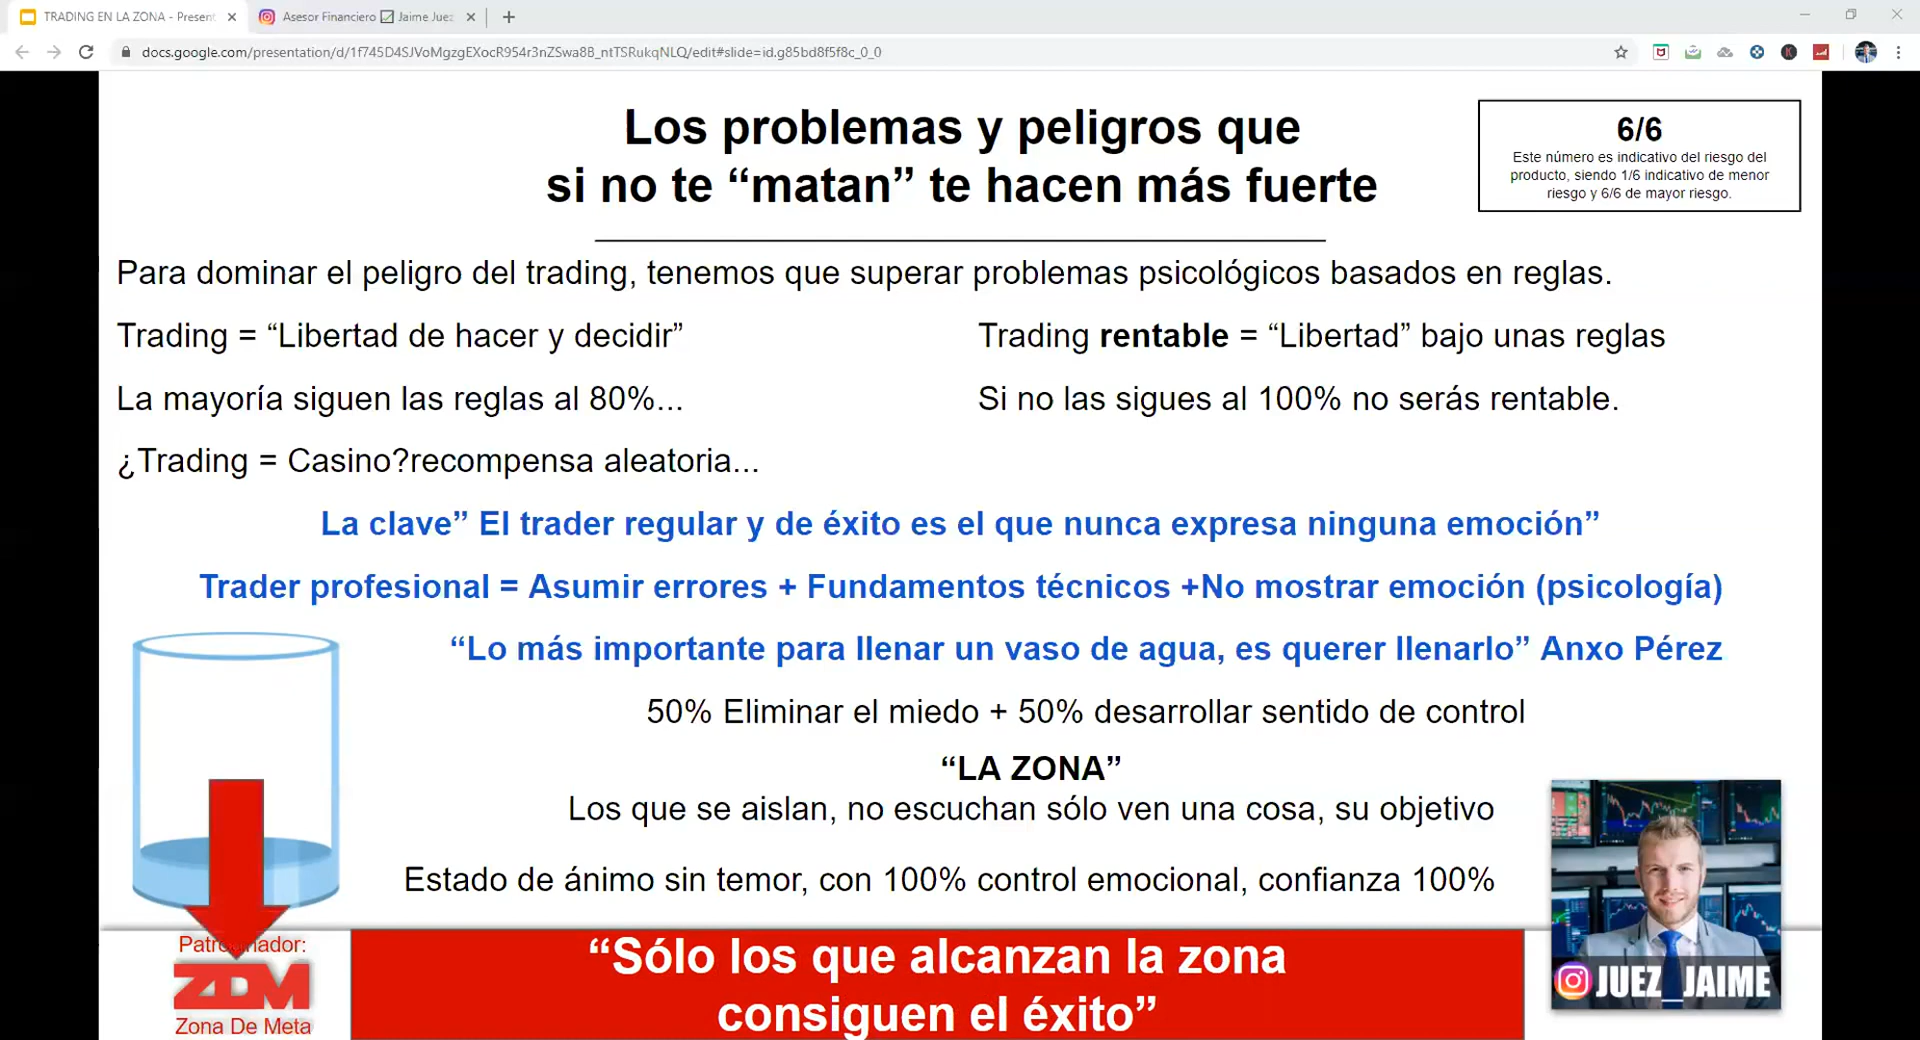 TRADING EN LA ZONA - Present
Asesor Financiero ✅ Jaime Juez
docs.google.com/presentation/d/1f745D4SJVoMgzgEXocR954r3nZSwa8B_ntTSRukqNLQ/edit#slide=id.g85bd8f5f8c_0_0
Los problemas y peligros que
si no te “matan” te hacen más fuerte
6/6
Este número es indicativo del riesgo del
producto, siendo 1/6 indicativo de menor
riesgo y 6/6 de mayor riesgo.
Para dominar el peligro del trading, tenemos que superar problemas psicológicos basados en reglas.
Trading = “Libertad de hacer y decidir”
Trading rentable = “Libertad” bajo unas reglas
La mayoría siguen las reglas al 80%...
Si no las sigues al 100% no serás rentable.
¿Trading = Casino?recompensa aleatoria...
La clave” El trader regular y de éxito es el que nunca expresa ninguna emoción”
Trader profesional = Asumir errores + Fundamentos técnicos +No mostrar emoción (psicología)
“Lo más importante para llenar un vaso de agua, es querer llenarlo” Anxo Pérez
50% Eliminar el miedo + 50% desarrollar sentido de control
“LA ZONA”
Los que se aislan, no escuchan sólo ven una cosa, su objetivo
Estado de ánimo sin temor, con 100% control emocional, confianza 100%
Patrocinador:
ZDM
Zona De Meta
“Sólo los que alcanzan la zona
consiguen el éxito”
JUEZ_JAIME